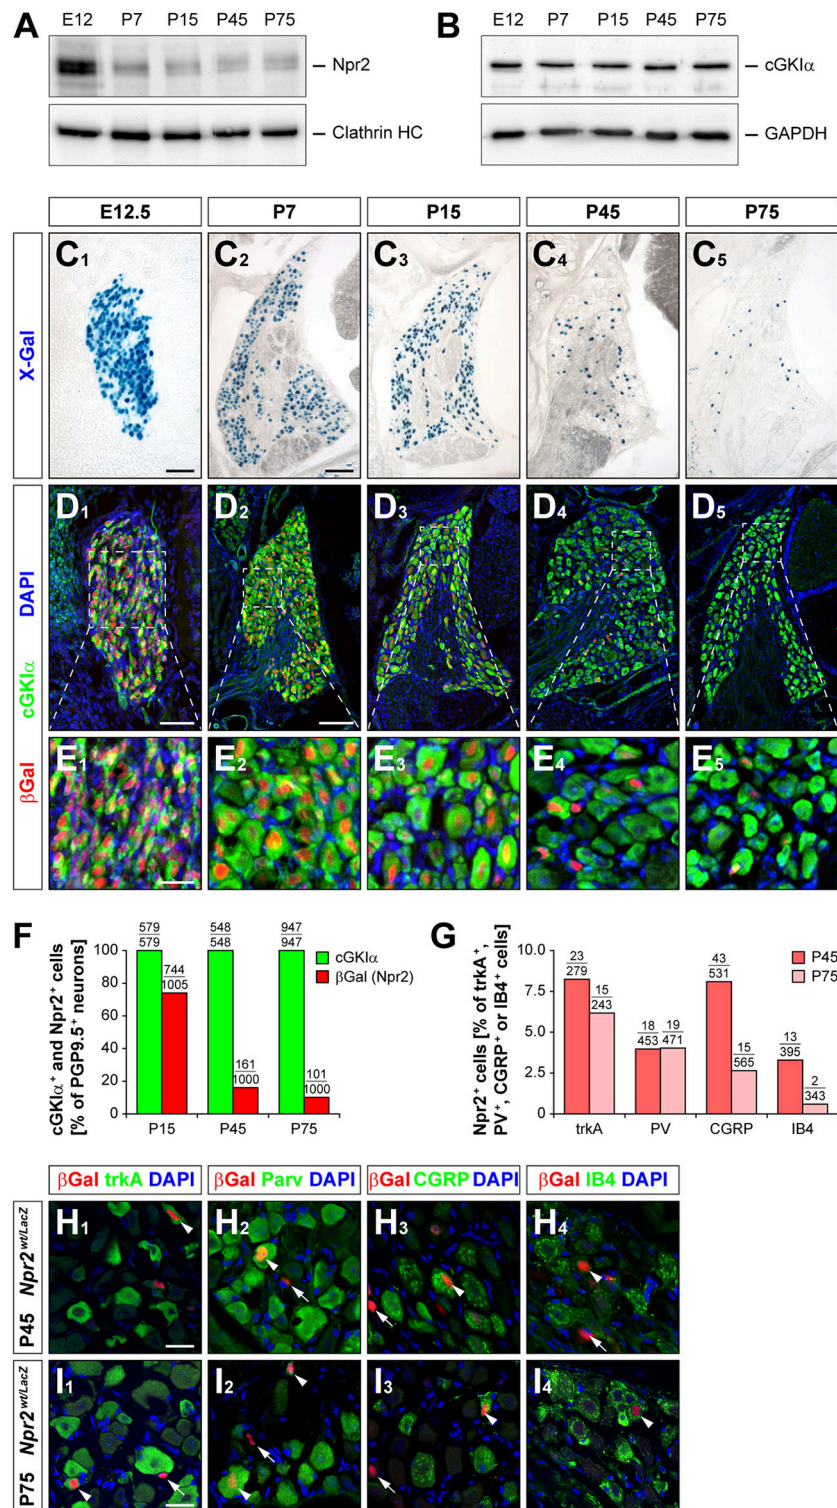 A
E12 P7 P15 P45 P75
Npr2
Clathrin HC
B
E12 P7 P15 P45 P75
cGKIα
GAPDH
E12.5 P7 P15 P45 P75
X-Gal
C1 C2 C3 C4 C5
βGal cGKIα DAPI
D1 D2 D3 D4 D5
E1 E2 E3 E4 E5
F
cGKIα+ and Npr2+ cells
[% of PGP9.5+ neurons]
100
80
60
40
20
0
579
579
744
1005
548
548
161
1000
947
947
101
1000
cGKIα
βGal (Npr2)
P15 P45 P75
G
Npr2+ cells [% of trkA+,
PV+, CGRP+ or IB4+ cells]
10.0
7.5
5.0
2.5
0
23
279
15
243
18
453
19
471
43
531
15
565
13
395
2
343
P45
P75
trkA PV CGRP IB4
βGal trkA DAPI
βGal Parv DAPI
βGal CGRP DAPI
βGal IB4 DAPI
P45 Npr2wt/LacZ
H1 H2 H3 H4
P75 Npr2wt/LacZ
I1 I2 I3 I4